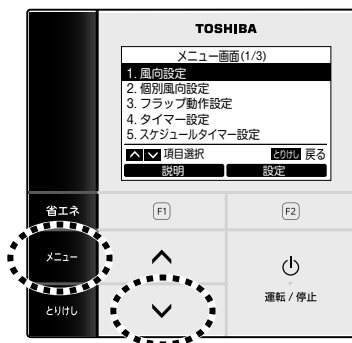 TOSHIBA
メニュー画面(1/3)
1. 風向設定
2. 個別風向設定
3. フラップ動作設定
4. タイマー設定
5. スケジュールタイマー設定
項目選択 とりけし 戻る
説明 設定
省エネ F1 F2
メニュー
運転 / 停止
とりけし